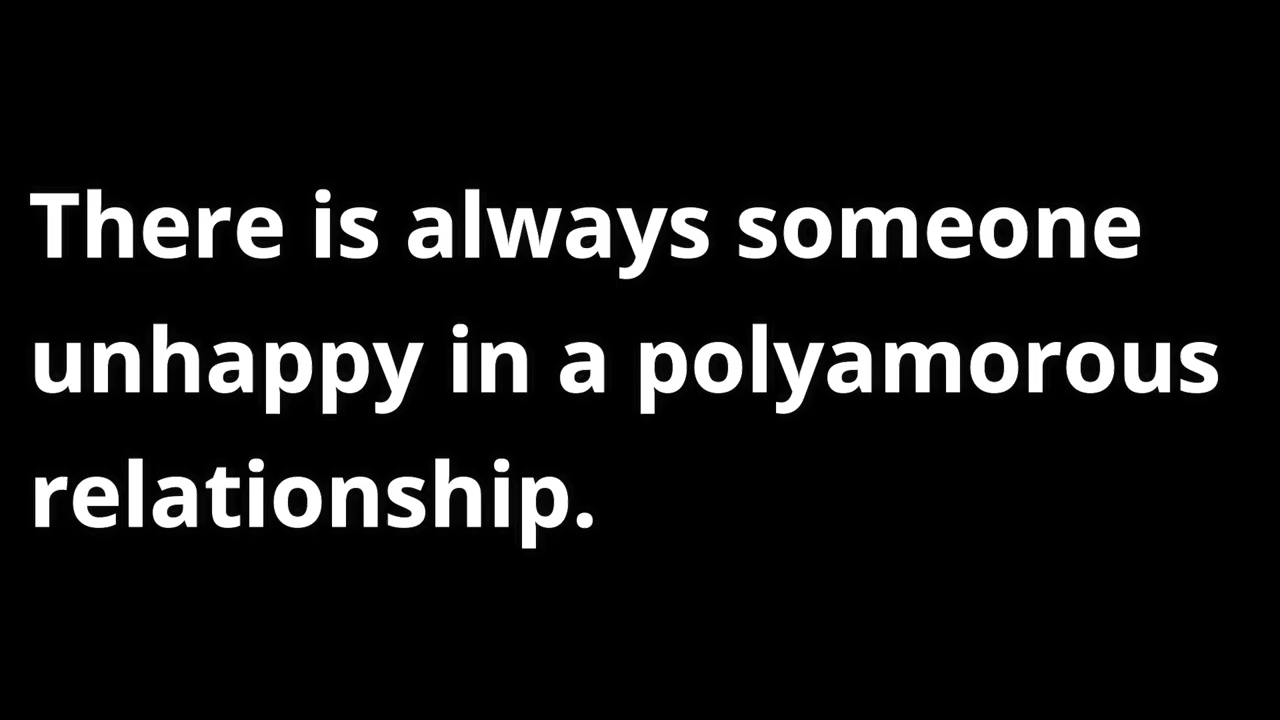 There is always someone
unhappy in a polyamorous
relationship.